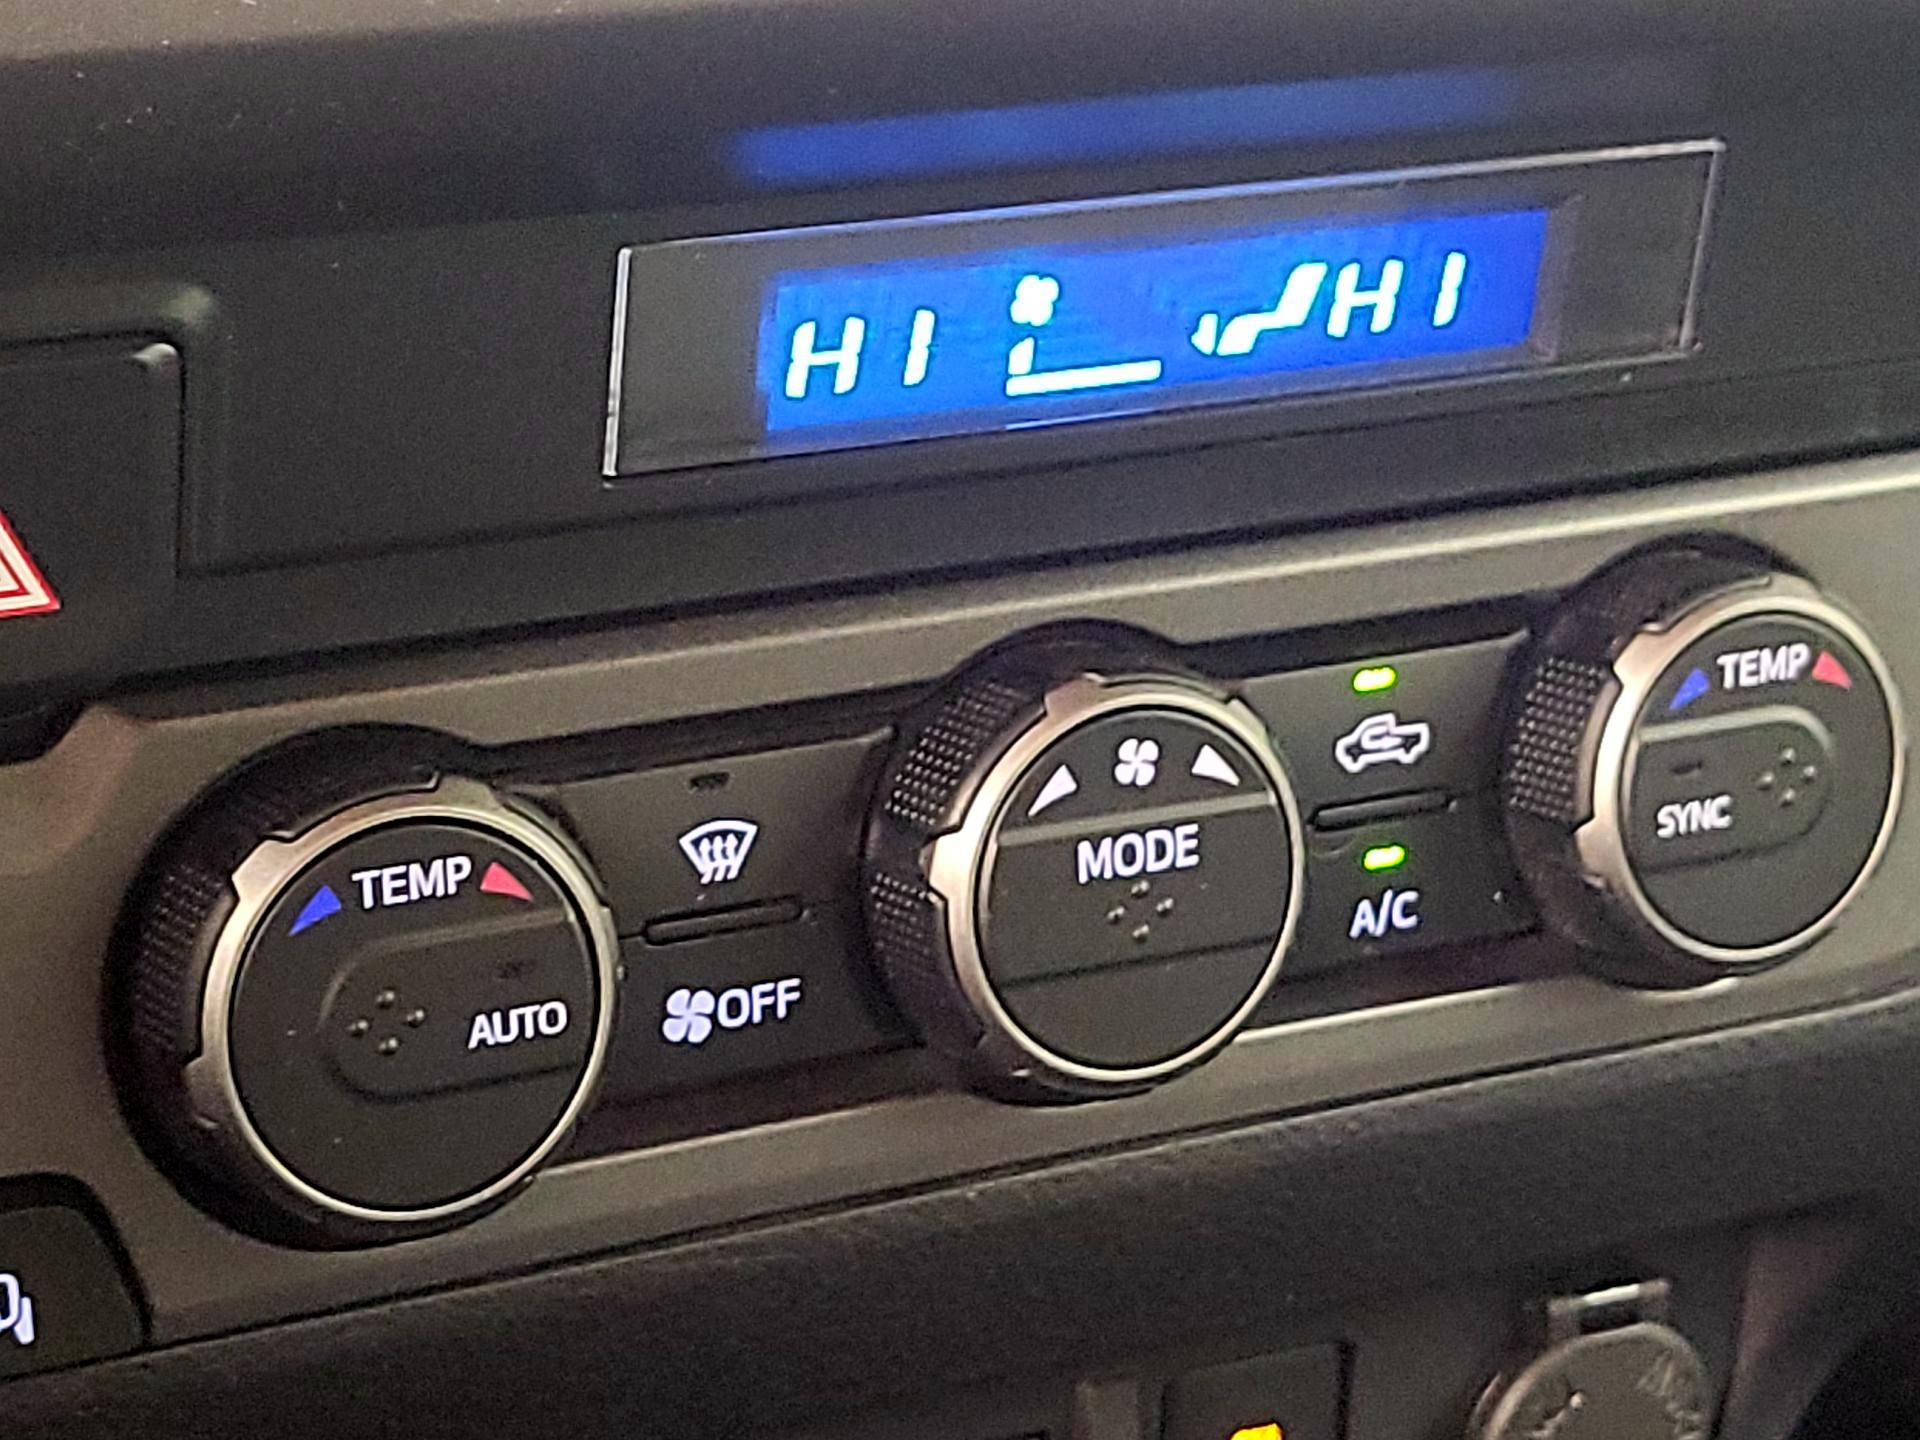 HI HI
TEMP
AUTO
OFF
MODE
A/C
TEMP
SYNC